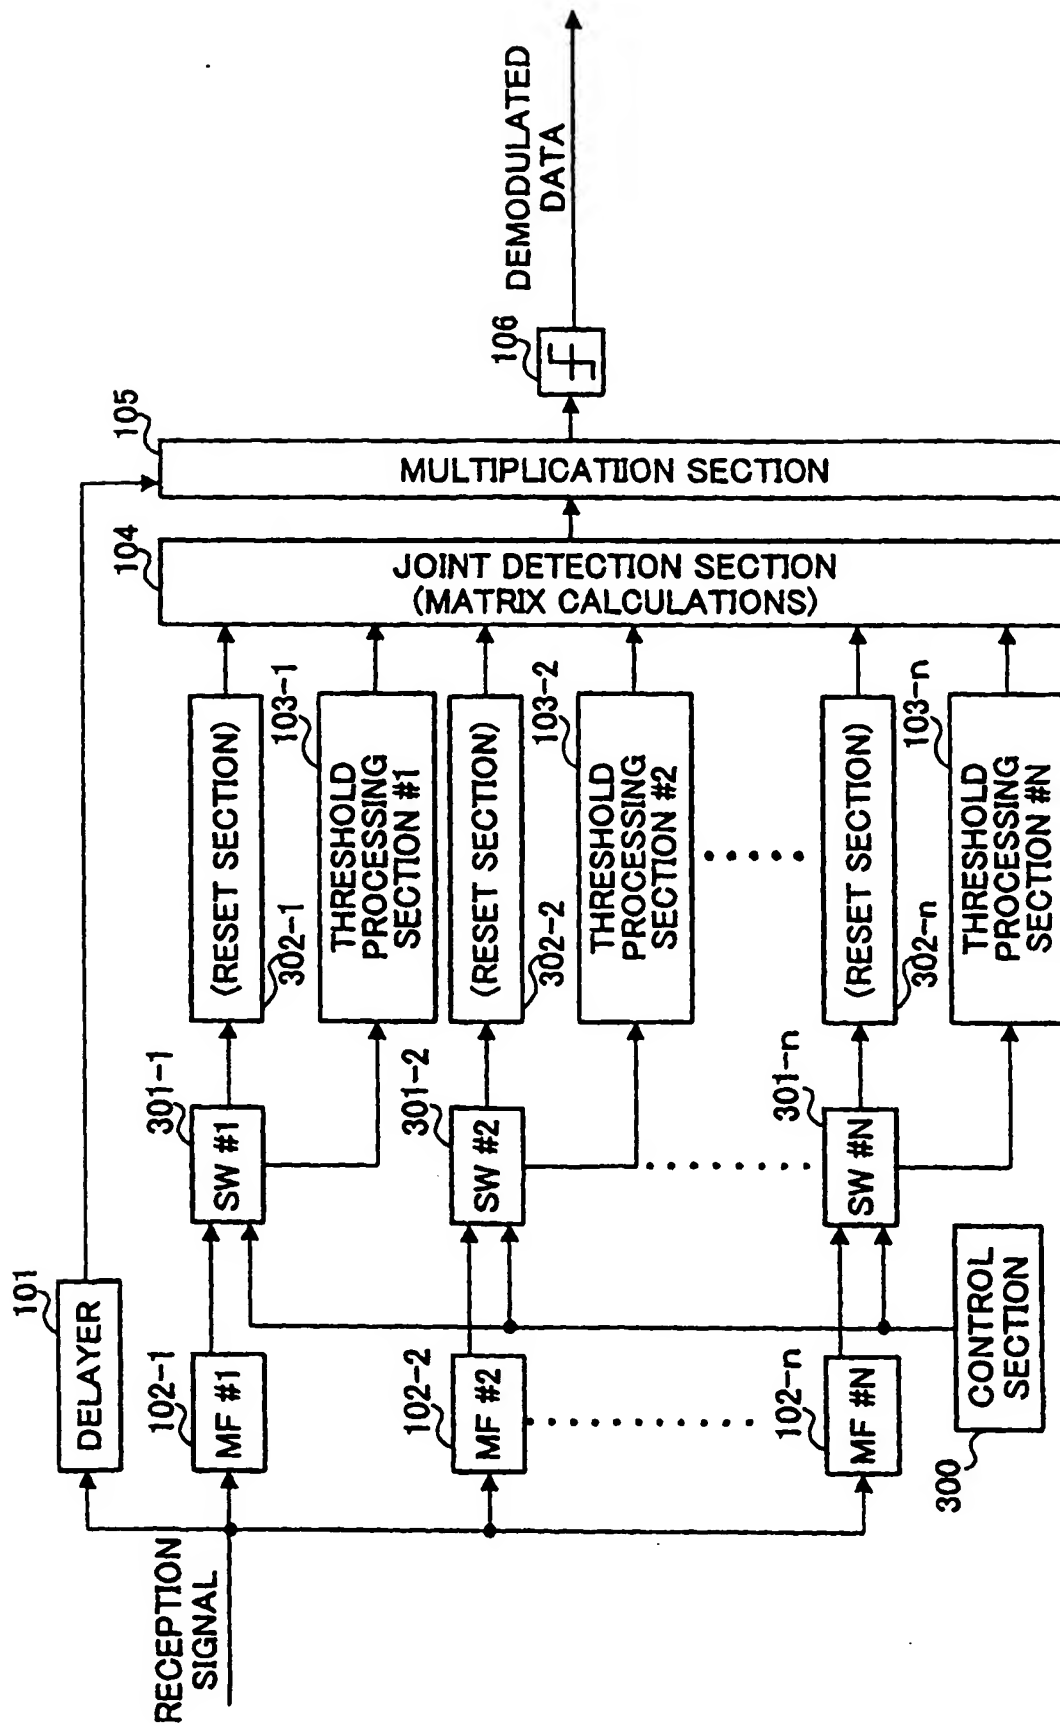 RECEPTION
SIGNAL
101
DELAYER
102-1
MF #1
102-2
MF #2
102-n
MF #N
300
CONTROL
SECTION
301-1
SW #1
301-2
SW #2
301-n
SW #N
302-1
(RESET SECTION)
103-1
THRESHOLD
PROCESSING
SECTION #1
302-2
(RESET SECTION)
103-2
THRESHOLD
PROCESSING
SECTION #2
302-n
(RESET SECTION)
103-n
THRESHOLD
PROCESSING
SECTION #N
104
JOINT DETECTION SECTION
(MATRIX CALCULATIONS)
105
MULTIPLICATIION SECTION
106
DEMODULATED
DATA